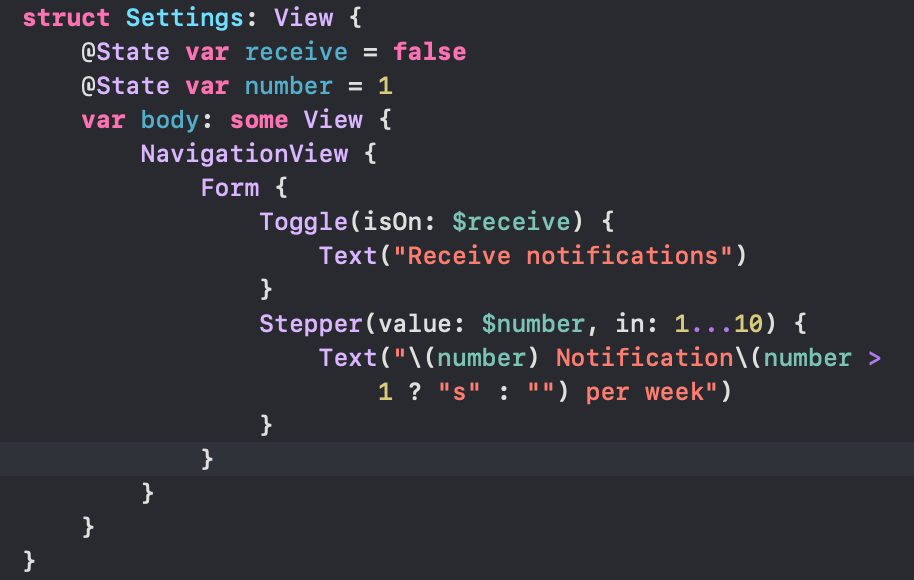 struct Settings: View {
    @State var receive = false
    @State var number = 1
    var body: some View {
        NavigationView {
            Form {
                Toggle(isOn: $receive) {
                    Text("Receive notifications")
                }
                Stepper(value: $number, in: 1...10) {
                    Text("\(number) Notification\(number >
                        1 ? "s" : "") per week")
                }
            }
        }
    }
}